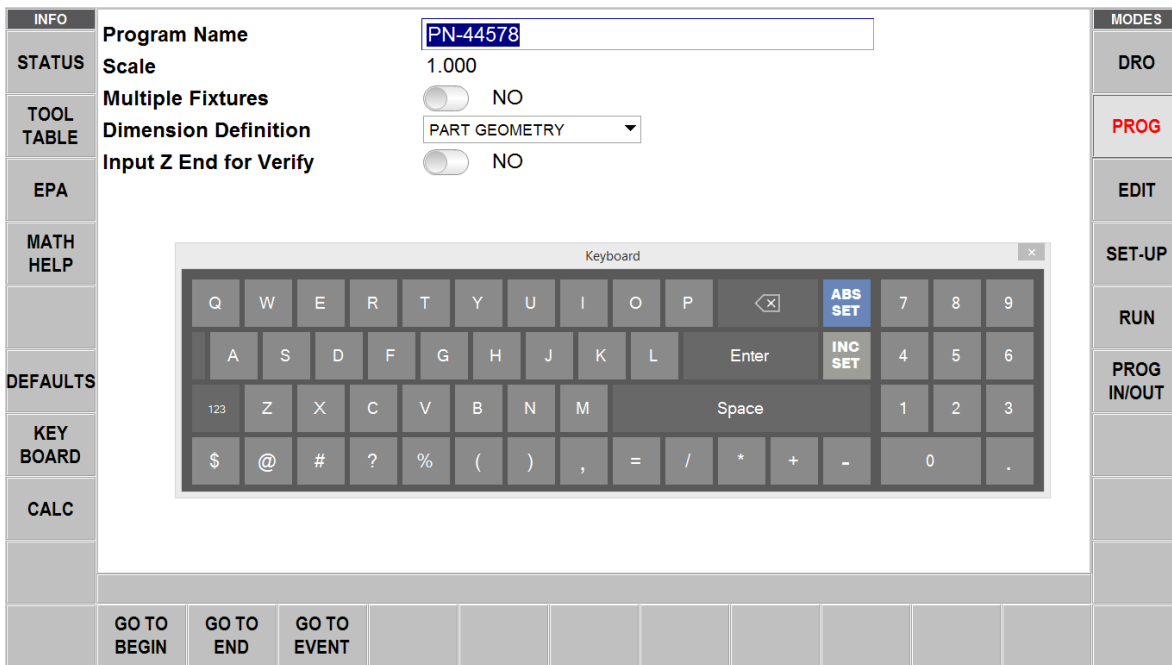 INFO
STATUS
TOOL
TABLE
EPA
MATH
HELP
DEFAULTS
KEY
BOARD
CALC
Program Name PN-44578
Scale 1.000
Multiple Fixtures NO
Dimension Definition PART GEOMETRY
Input Z End for Verify NO
Keyboard
Q W E R T Y U I O P ABS SET 7 8 9
A S D F G H J K L Enter INC SET 4 5 6
123 Z X C V B N M Space 1 2 3
$ @ # ? % ( ) , = / * + - 0 .
MODES
DRO
PROG
EDIT
SET-UP
RUN
PROG
IN/OUT
GO TO
BEGIN
GO TO
END
GO TO
EVENT